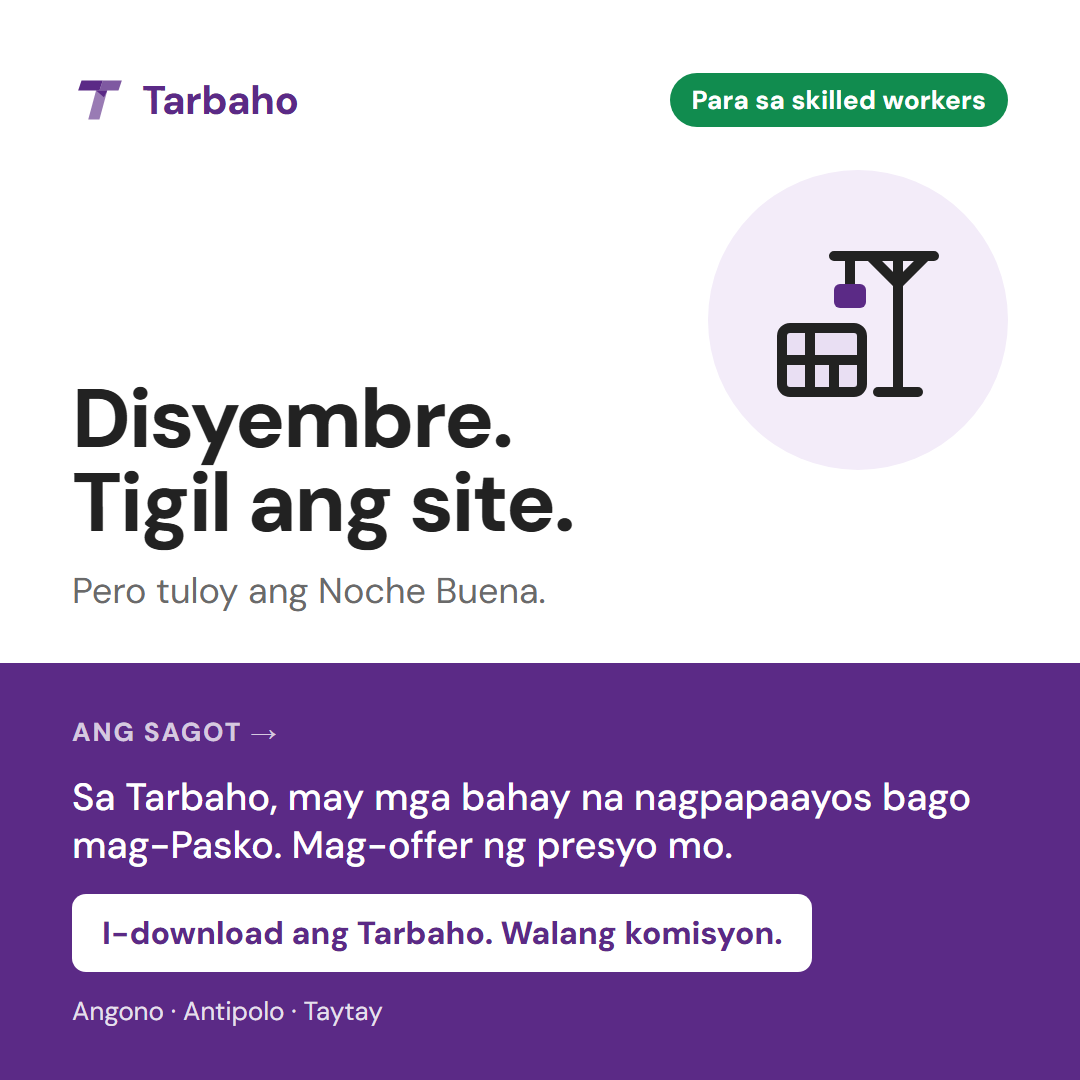 Tarbaho
Para sa skilled workers
Disyembre.
Tigil ang site.
Pero tuloy ang Noche Buena.
ANG SAGOT →
Sa Tarbaho, may mga bahay na nagpapaayos bago
mag-Pasko. Mag-offer ng presyo mo.
I-download ang Tarbaho. Walang komisyon.
Angono · Antipolo · Taytay